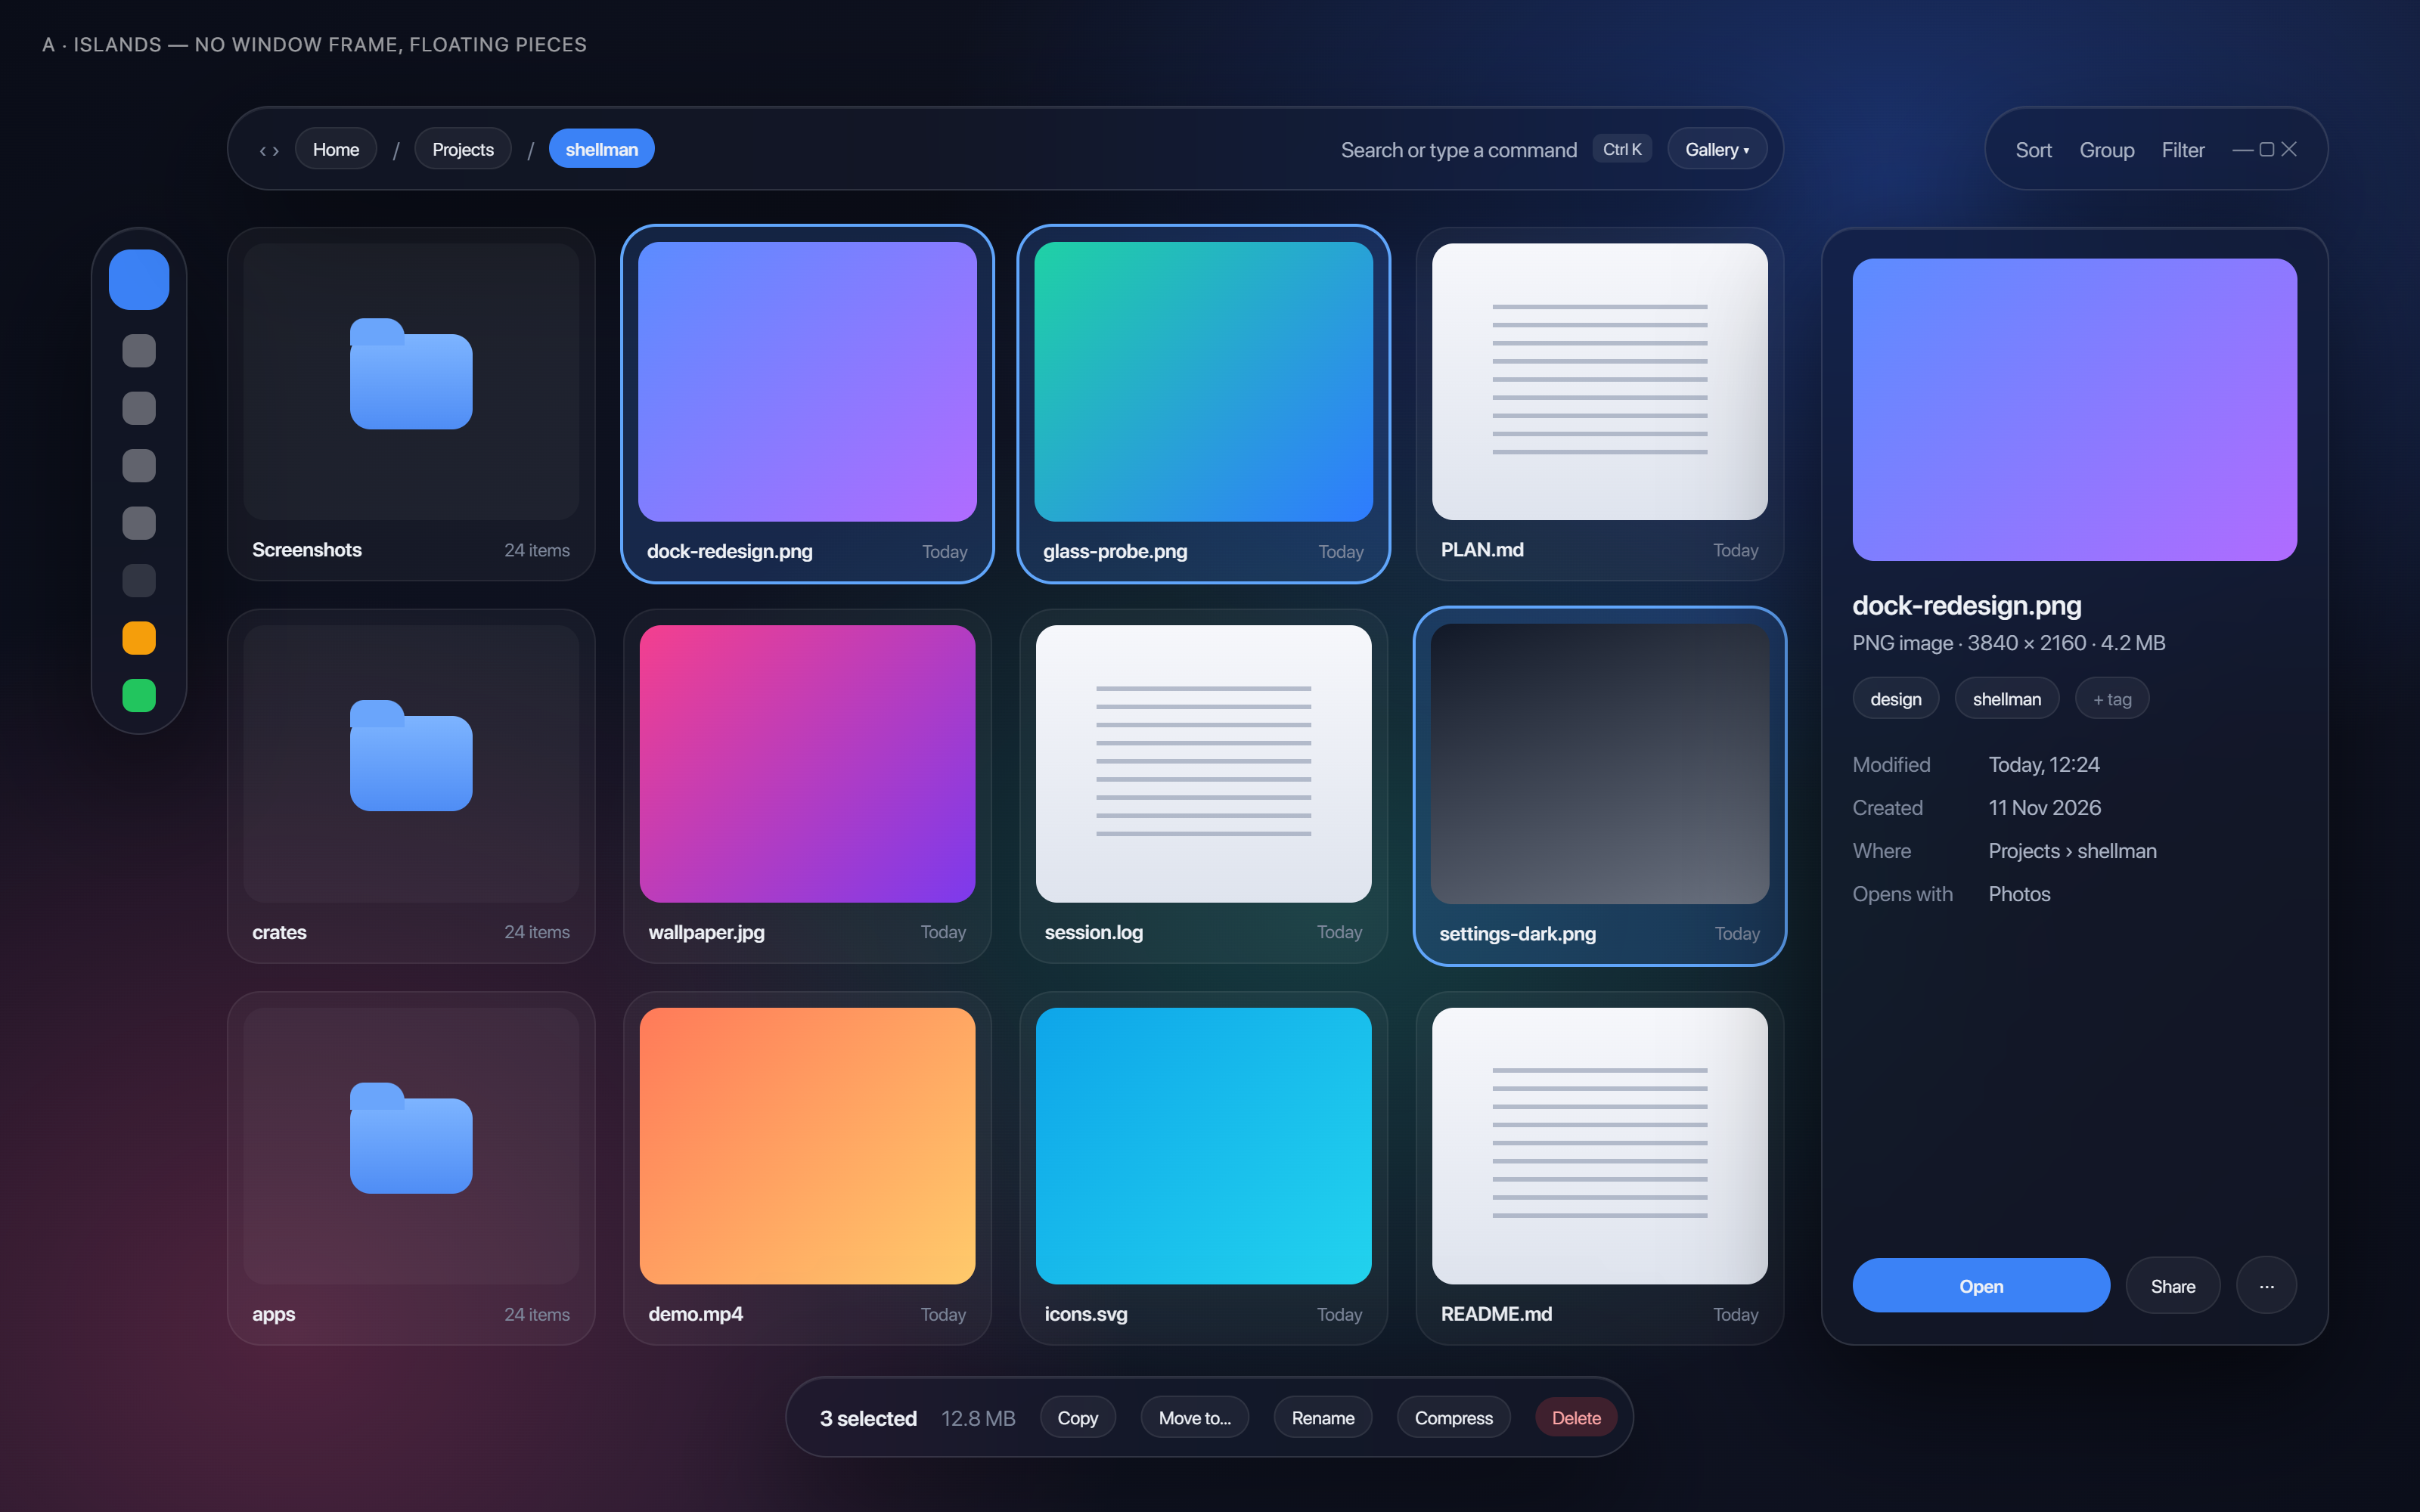 A · ISLANDS — NO WINDOW FRAME, FLOATING PIECES
‹ › Home / Projects / shellman Search or type a command Ctrl K Gallery ▾
Sort Group Filter
Screenshots 24 items
dock-redesign.png Today
glass-probe.png Today
PLAN.md Today
crates 24 items
wallpaper.jpg Today
session.log Today
settings-dark.png Today
apps 24 items
demo.mp4 Today
icons.svg Today
README.md Today
dock-redesign.png
PNG image · 3840 × 2160 · 4.2 MB
design shellman + tag
Modified Today, 12:24
Created 11 Nov 2026
Where Projects › shellman
Opens with Photos
Open Share ···
3 selected 12.8 MB Copy Move to... Rename Compress Delete